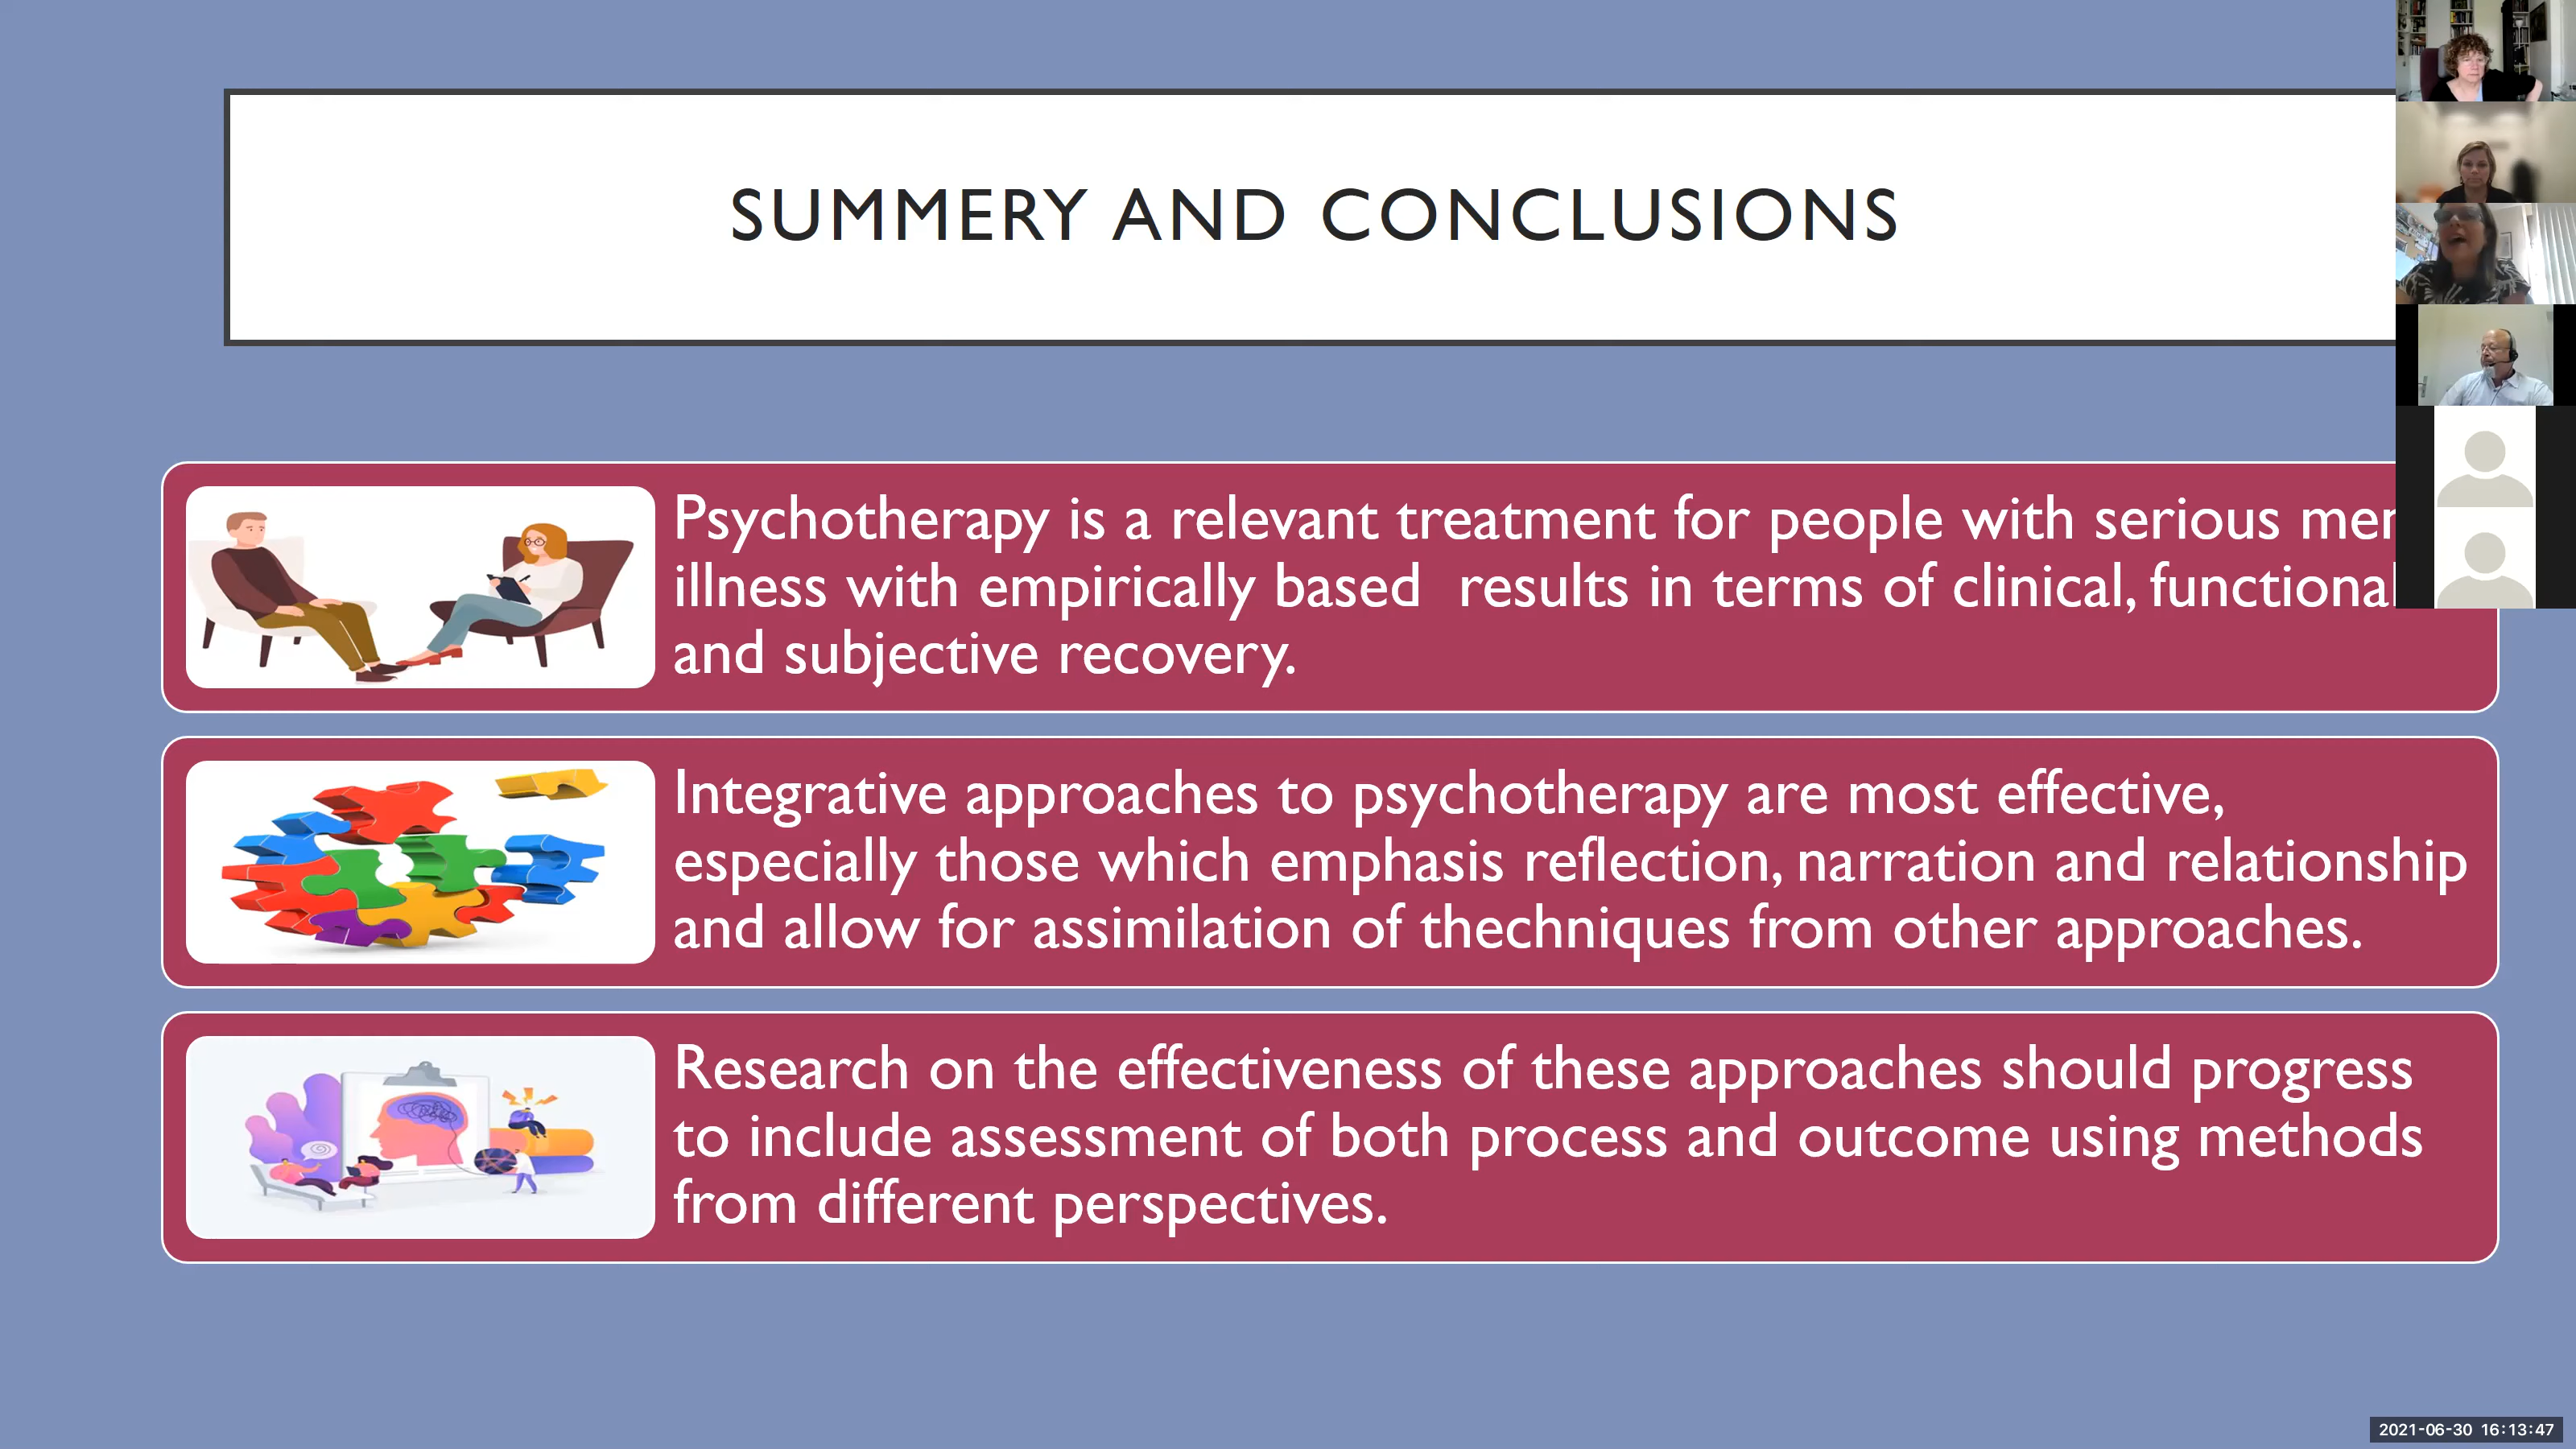 SUMMERY AND CONCLUSIONS
Psychotherapy is a relevant treatment for people with serious
illness with empirically based results in terms of clinical, functional
and subjective recovery.
Integrative approaches to psychotherapy are most effective,
especially those which emphasis reflection, narration and relationship
and allow for assimilation of thechniques from other approaches.
Research on the effectiveness of these approaches should progress
to include assessment of both process and outcome using methods
from different perspectives.
2021-06-30 16:13:47